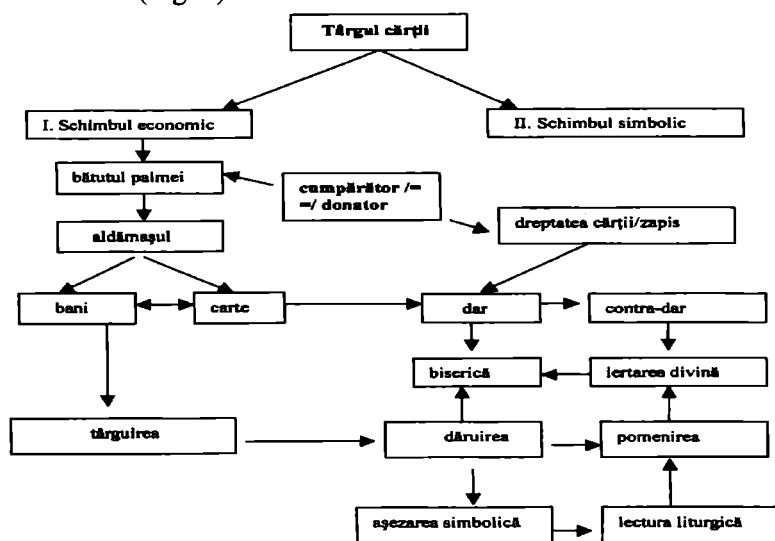 Târgul cărții
I. Schimbul economic
II. Schimbul simbolic
bătutul palmei
cumpărător /=
=/ donator
aldămașul
dreptatea cărții/zapis
bani
carte
dar
contra-dar
biserică
iertarea divină
târguirea
dăruirea
pomenirea
așezarea simbolică
lectura liturgică